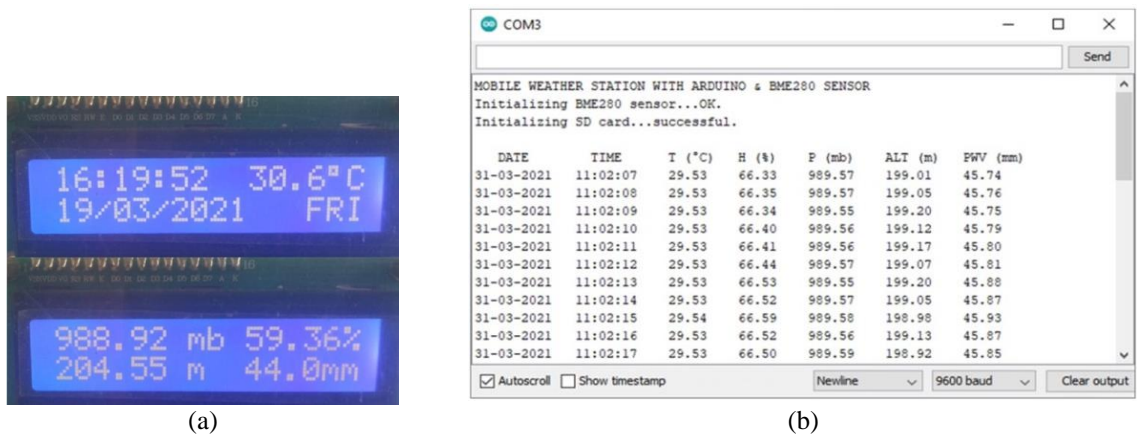 16:19:52 30.6°C
19/03/2021 FRI
16
988.92 mb 59.36%
204.55 m 44.0mm
(a)
COM3
Send
MOBILE WEATHER STATION WITH ARDUINO & BME280 SENSOR
Initializing BME280 sensor...OK.
Initializing SD card...successful.
DATE TIME T (°C) H (%) P (mb) ALT (m) PWV (mm)
31-03-2021 11:02:07 29.53 66.33 989.57 199.01 45.74
31-03-2021 11:02:08 29.53 66.35 989.57 199.05 45.76
31-03-2021 11:02:09 29.53 66.34 989.55 199.20 45.75
31-03-2021 11:02:10 29.53 66.40 989.56 199.12 45.79
31-03-2021 11:02:11 29.53 66.41 989.56 199.17 45.80
31-03-2021 11:02:12 29.53 66.44 989.57 199.07 45.81
31-03-2021 11:02:13 29.53 66.53 989.55 199.20 45.88
31-03-2021 11:02:14 29.53 66.52 989.57 199.05 45.87
31-03-2021 11:02:15 29.54 66.59 989.58 198.98 45.93
31-03-2021 11:02:16 29.53 66.52 989.56 199.13 45.87
31-03-2021 11:02:17 29.53 66.50 989.59 198.92 45.85
Autoscroll Show timestamp Newline 9600 baud Clear output
(b)